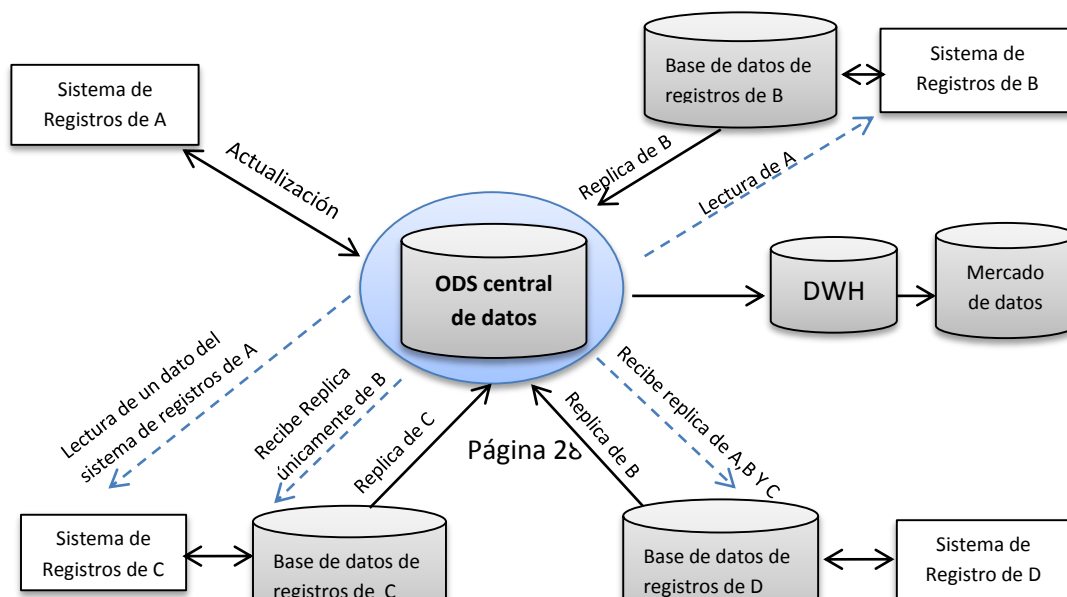 Sistema de
Registros de A
Base de datos de
registros de B
Sistema de
Registros de B
Actualización
Replica de B
Lectura de A
ODS central
de datos
DWH
Mercado
de datos
Lectura de un dato del
sistema de registros de A
Recibe Replica
únicamente de B
Replica de C
Página 28
Replica de B
Recibe replica de A,B Y C
Sistema de
Registros de C
Base de datos de
registros de C
Base de datos de
registros de D
Sistema de
Registro de D